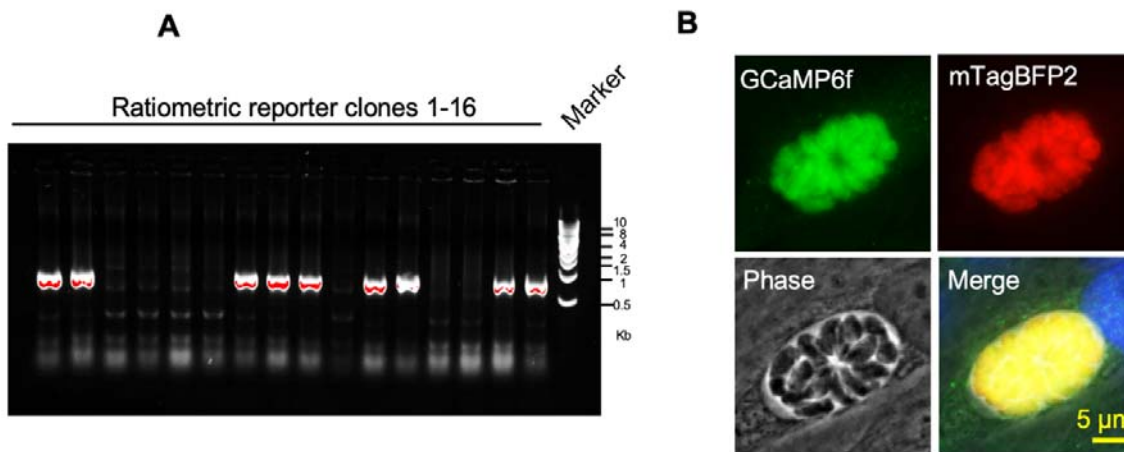 A
Ratiometric reporter clones 1-16
Marker
10
8
4
2
1.5
1
0.5
Kb
B
GCaMP6f
mTagBFP2
Phase
Merge
5 µm